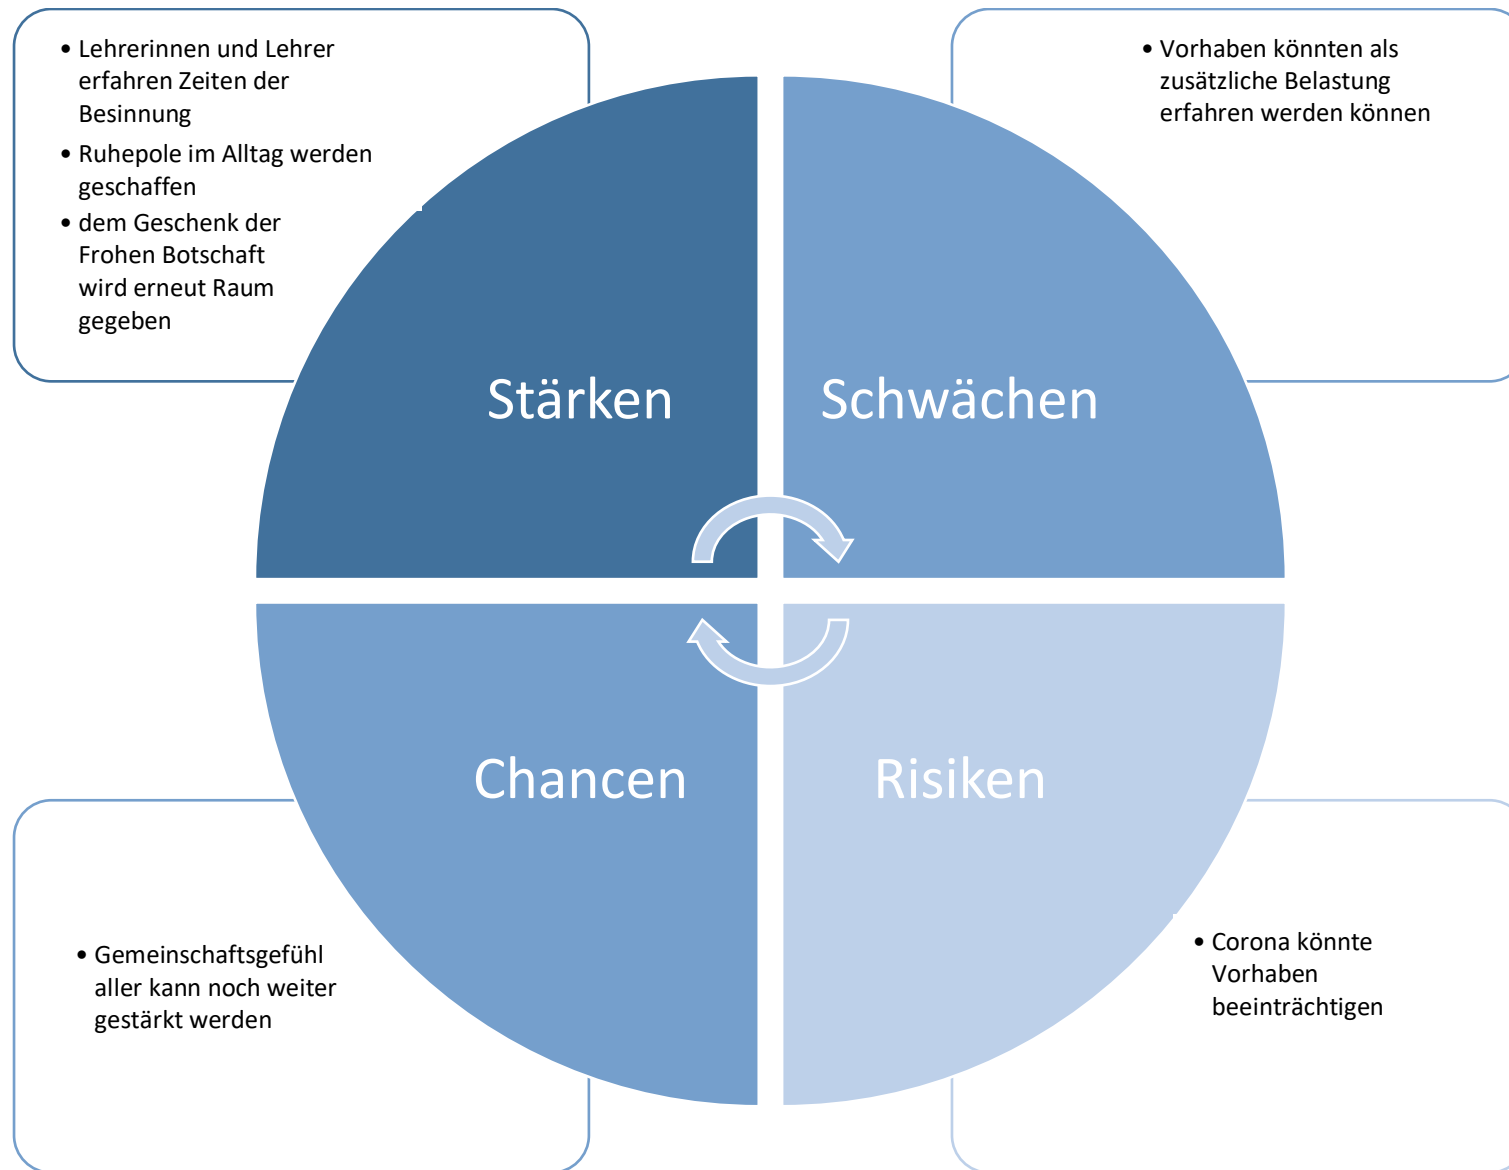 • Lehrerinnen und Lehrer
erfahren Zeiten der
Besinnung
• Ruhepole im Alltag werden
geschaffen
• dem Geschenk der
Frohen Botschaft
wird erneut Raum
gegeben
• Vorhaben könnten als
zusätzliche Belastung
erfahren werden können
Stärken
Schwächen
Chancen
Risiken
• Gemeinschaftsgefühl
aller kann noch weiter
gestärkt werden
• Corona könnte
Vorhaben
beeinträchtigen